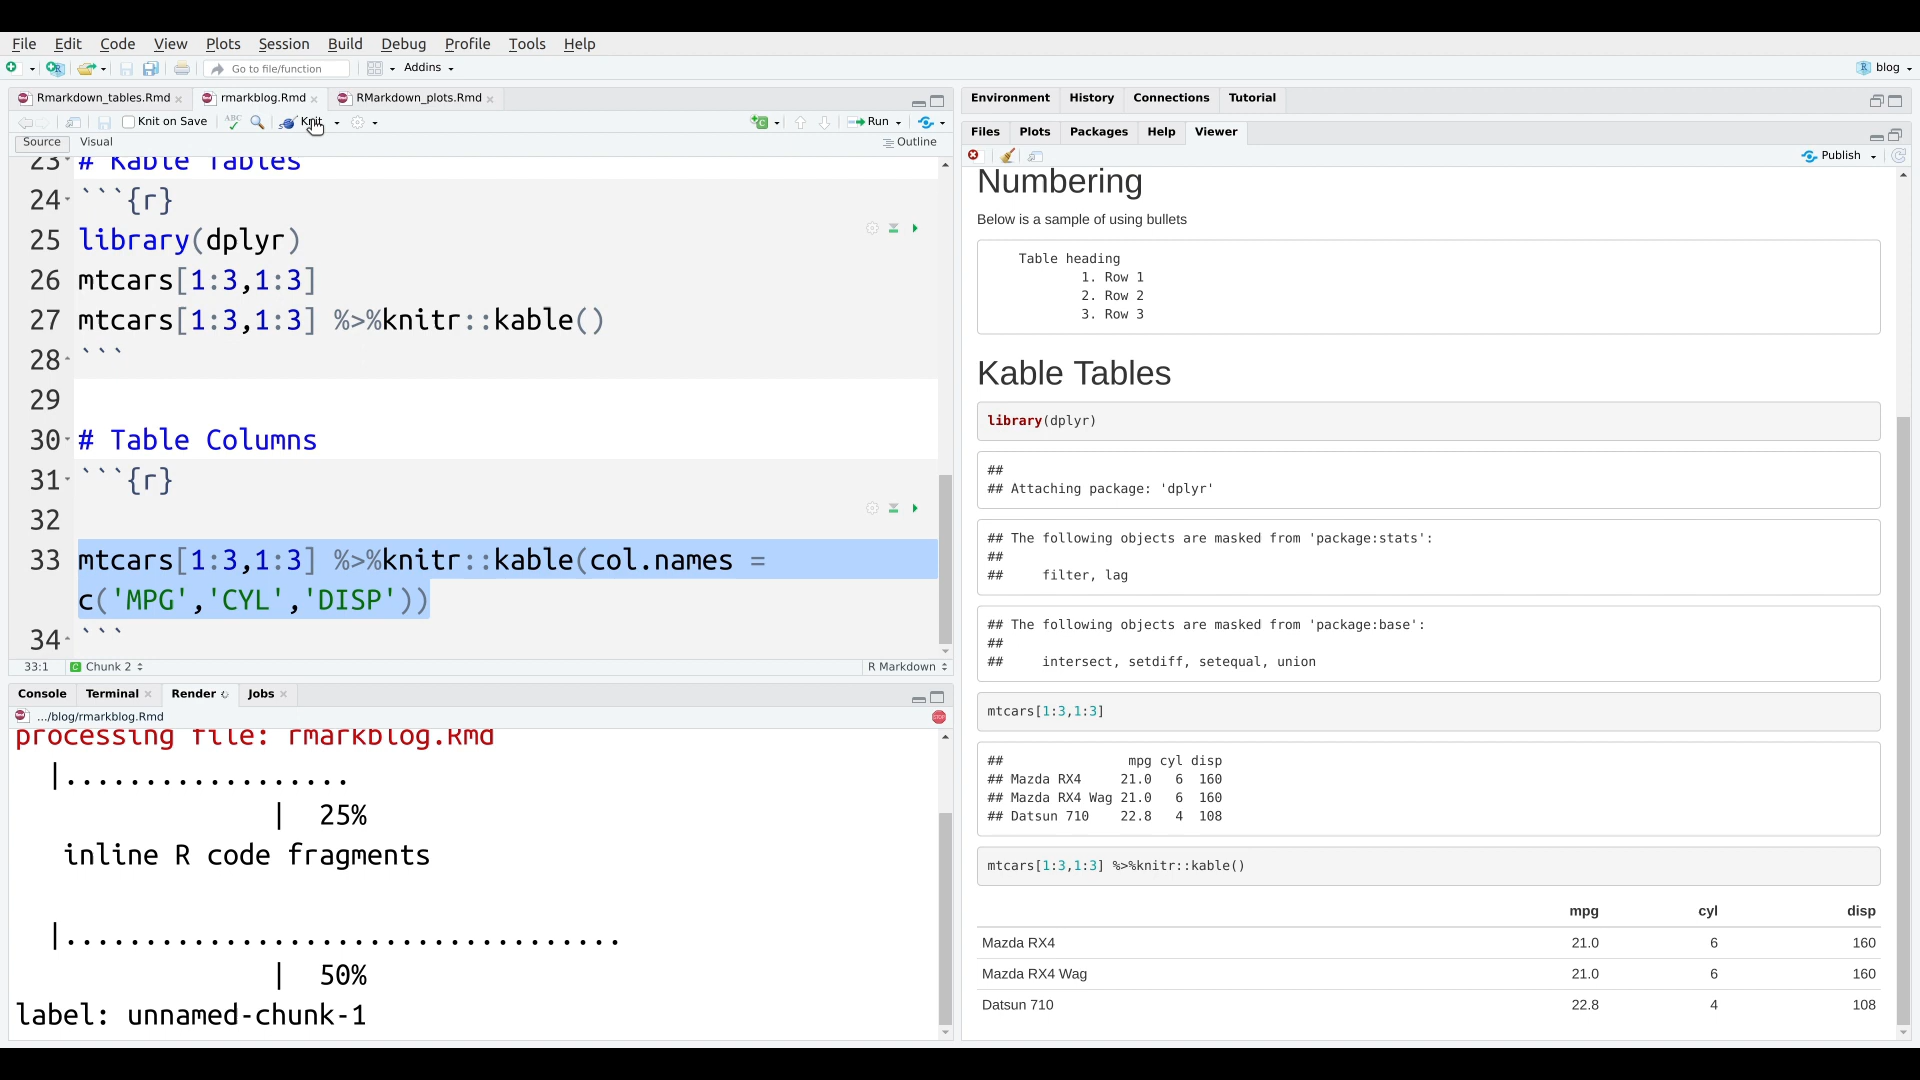 File Edit Code View Plots Session Build Debug Profile Tools Help
Go to file/function Addins blog
Rmarkdown_tables.Rmd rmarkblog.Rmd RMarkdown_plots.Rmd
Knit on Save ABC Knit Run
Source Visual Outline
23 # Kable Tables
24 ```{r}
25 library(dplyr)
26 mtcars[1:3,1:3]
27 mtcars[1:3,1:3] %>%knitr::kable()
28 ```
29
30 # Table Columns
31 ```{r}
32
33 mtcars[1:3,1:3] %>%knitr::kable(col.names =
c('MPG','CYL','DISP'))
34 ```
33:1 Chunk 2 R Markdown
Console Terminal Render Jobs
.../blog/rmarkblog.Rmd STOP
processing file: rmarkblog.Rmd
|..................
| 25%
inline R code fragments
|...................................
| 50%
label: unnamed-chunk-1
Environment History Connections Tutorial
Files Plots Packages Help Viewer
Publish
Numbering
Below is a sample of using bullets
Table heading
1. Row 1
2. Row 2
3. Row 3
Kable Tables
library(dplyr)
##
## Attaching package: 'dplyr'
## The following objects are masked from 'package:stats':
##
## filter, lag
## The following objects are masked from 'package:base':
##
## intersect, setdiff, setequal, union
mtcars[1:3,1:3]
## mpg cyl disp
## Mazda RX4 21.0 6 160
## Mazda RX4 Wag 21.0 6 160
## Datsun 710 22.8 4 108
mtcars[1:3,1:3] %>%knitr::kable()
mpg cyl disp
Mazda RX4 21.0 6 160
Mazda RX4 Wag 21.0 6 160
Datsun 710 22.8 4 108